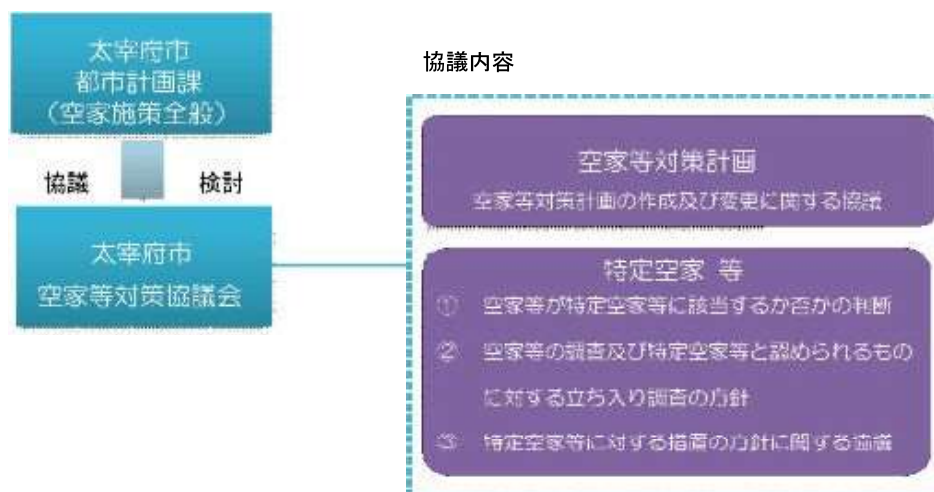 太宰府市
都市計画課
（空家施策全般）
協議 検討
太宰府市
空家等対策協議会
協議内容
空家等対策計画
空家等対策計画の作成及び変更に関する協議
特定空家 等
① 空家等が特定空家等に該当するか否かの判断
② 空家等の調査及び特定空家等と認められるもの
に対する立ち入り調査の方針
③ 特定空家等に対する措置の方針に関する協議